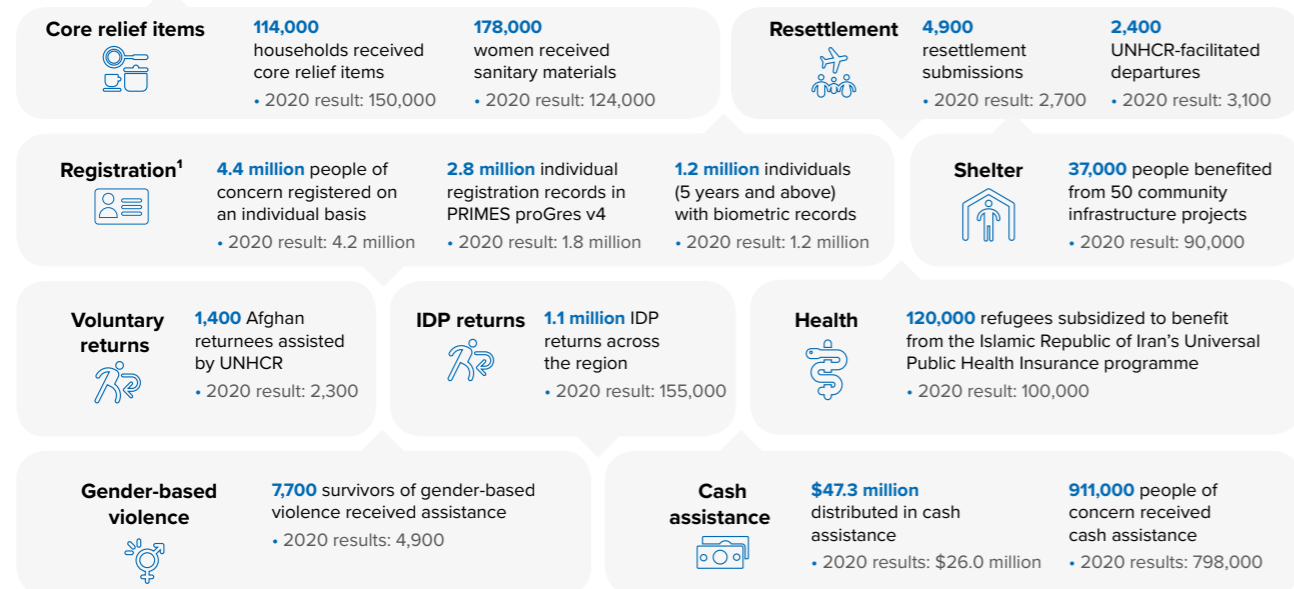 Core relief items
114,000
households received
core relief items
• 2020 result: 150,000
178,000
women received
sanitary materials
• 2020 result: 124,000
Resettlement
4,900
resettlement
submissions
• 2020 result: 2,700
2,400
UNHCR-facilitated
departures
• 2020 result: 3,100
Registration¹
4.4 million people of
concern registered on
an individual basis
• 2020 result: 4.2 million
2.8 million individual
registration records in
PRIMES proGres v4
• 2020 result: 1.8 million
1.2 million individuals
(5 years and above)
with biometric records
• 2020 result: 1.2 million
Shelter
37,000 people benefited
from 50 community
infrastructure projects
• 2020 result: 90,000
Voluntary
returns
1,400 Afghan
returnees assisted
by UNHCR
• 2020 result: 2,300
IDP returns
1.1 million IDP
returns across
the region
• 2020 result: 155,000
Health
120,000 refugees subsidized to benefit
from the Islamic Republic of Iran's Universal
Public Health Insurance programme
• 2020 result: 100,000
Gender-based
violence
7,700 survivors of gender-based
violence received assistance
• 2020 results: 4,900
Cash
assistance
$47.3 million
distributed in cash
assistance
• 2020 results: $26.0 million
911,000 people of
concern received
cash assistance
• 2020 results: 798,000